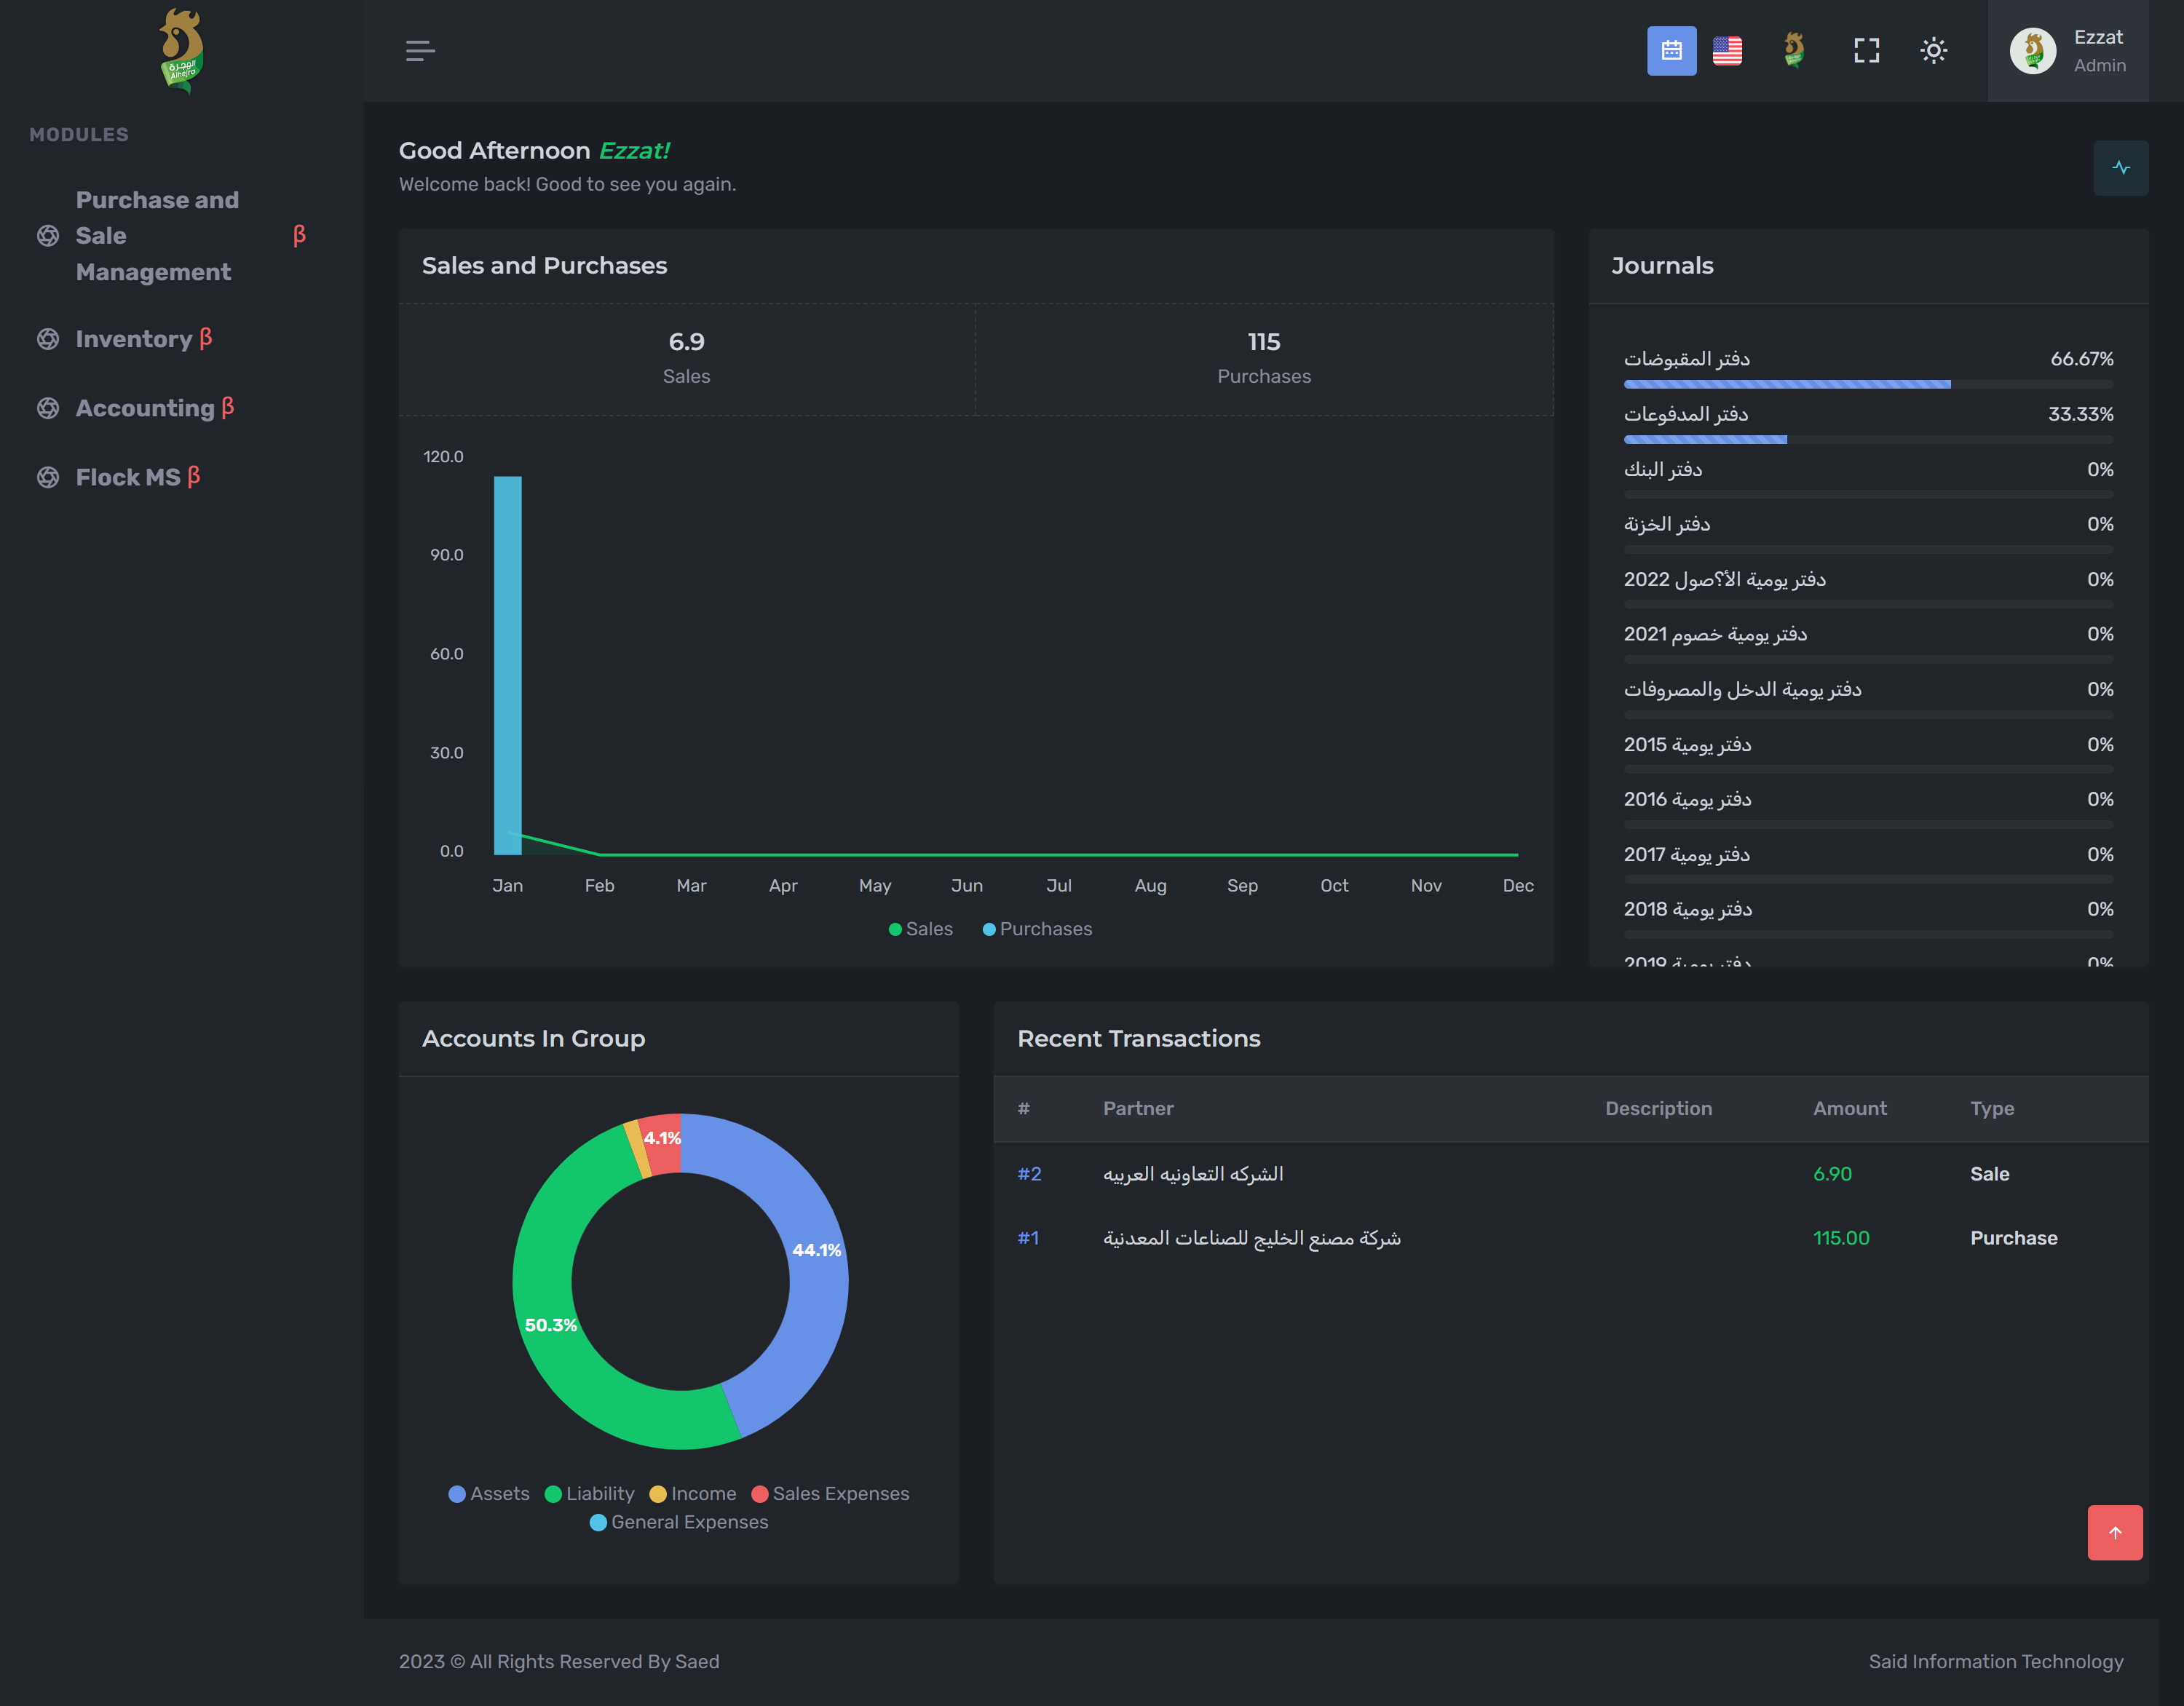 الهجرة
Alhejra
MODULES
Purchase and
Sale
Management
β
Inventory β
Accounting β
Flock MS β
Ezzat
Admin
Good Afternoon Ezzat!
Welcome back! Good to see you again.
Sales and Purchases
6.9
Sales
115
Purchases
120.0
90.0
60.0
30.0
0.0
Jan Feb Mar Apr May Jun Jul Aug Sep Oct Nov Dec
Sales Purchases
Journals
دفتر المقبوضات 66.67%
دفتر المدفوعات 33.33%
دفتر البنك 0%
دفتر الخزنة 0%
دفتر يومية الأ؟صول 2022 0%
دفتر يومية خصوم 2021 0%
دفتر يومية الدخل والمصروفات 0%
دفتر يومية 2015 0%
دفتر يومية 2016 0%
دفتر يومية 2017 0%
دفتر يومية 2018 0%
دفتر يومية 2019 0%
Accounts In Group
4.1%
44.1%
50.3%
Assets Liability Income Sales Expenses
General Expenses
Recent Transactions
# Partner Description Amount Type
#2 الشركه التعاونيه العربيه 6.90 Sale
#1 شركة مصنع الخليج للصناعات المعدنية 115.00 Purchase
2023 © All Rights Reserved By Saed
Said Information Technology